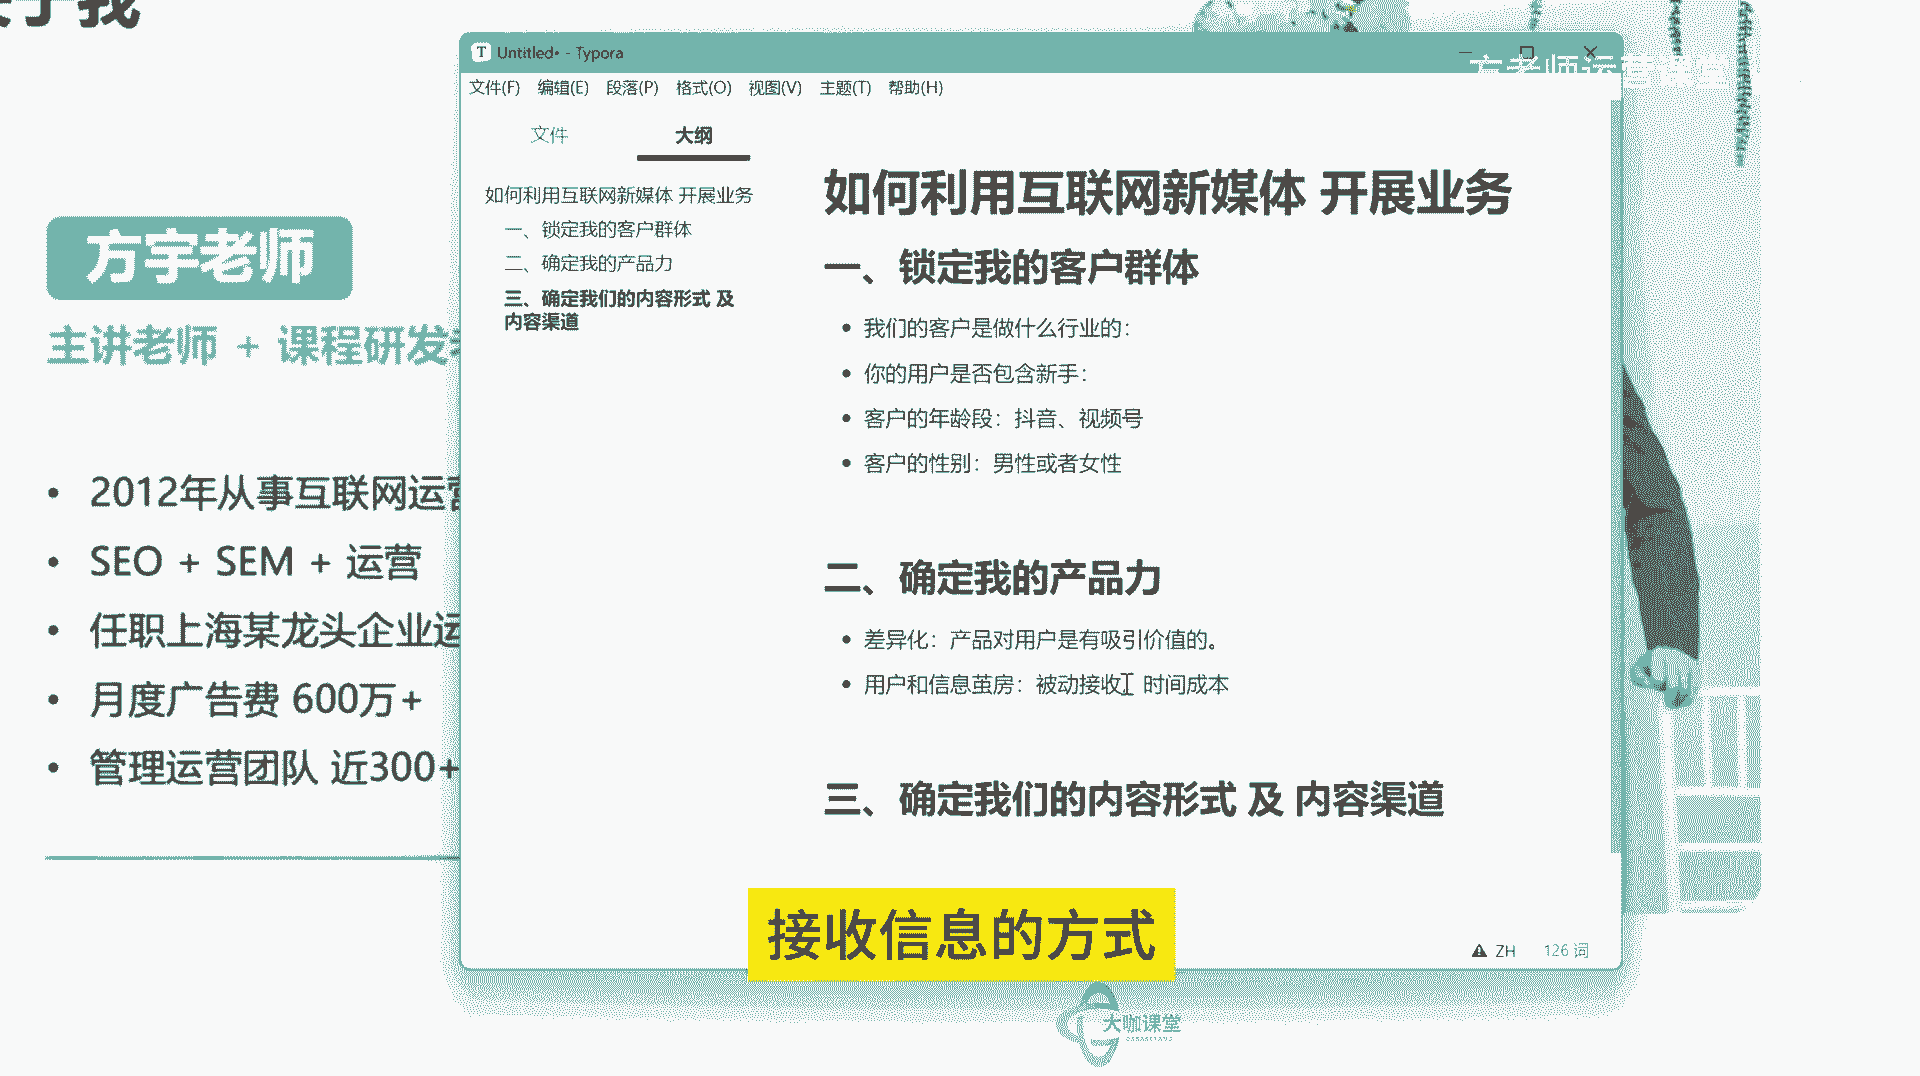 方宇老师
主讲老师 + 课程研发
2012年从事互联网运营
SEO + SEM + 运营
任职上海某龙头企业运
月度广告费 600万+
管理运营团队 近300+
Untitled• - Typora
方老师运营课堂
文件(F) 编辑(E) 段落(P) 格式(O) 视图(V) 主题(T) 帮助(H)
文件 大纲
如何利用互联网新媒体 开展业务
一、锁定我的客户群体
二、确定我的产品力
三、确定我们的内容形式 及
内容渠道
如何利用互联网新媒体 开展业务
一、锁定我的客户群体
我们的客户是做什么行业的：
你的用户是否包含新手：
客户的年龄段：抖音、视频号
客户的性别：男性或者女性
二、确定我的产品力
差异化：产品对用户是有吸引价值的。
用户和信息茧房：被动接收 时间成本
三、确定我们的内容形式 及 内容渠道
接收信息的方式
ZH 126 词
大咖课堂